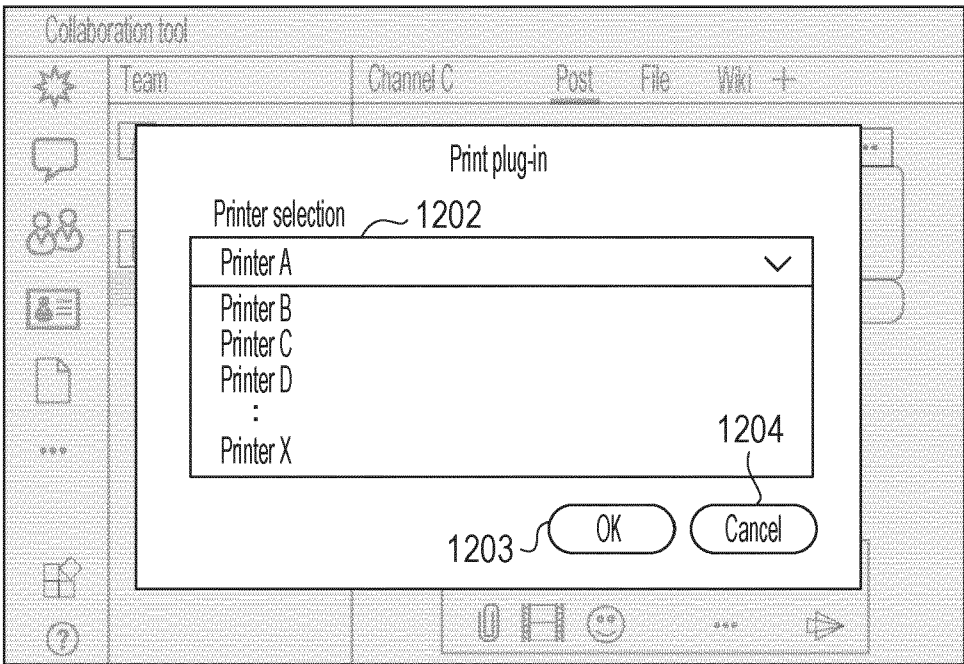 Collaboration tool
Team
Channel C Post File Wiki +
Print plug-in
Printer selection 1202
Printer A
Printer B
Printer C
Printer D
:
Printer X
1204
1203 OK Cancel